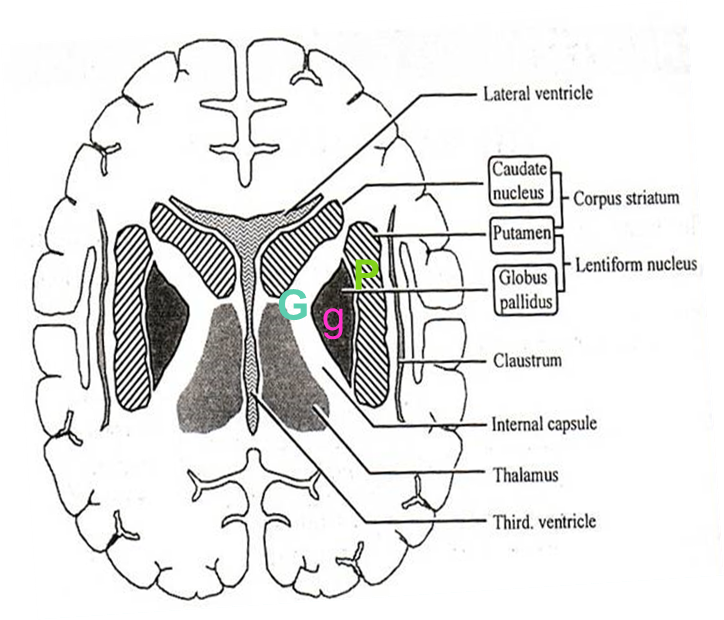 Lateral ventricle
Caudate
nucleus
Corpus striatum
Putamen
Lentiform nucleus
Globus
pallidus
P
G
g
Claustrum
Internal capsule
Thalamus
Third. ventricle